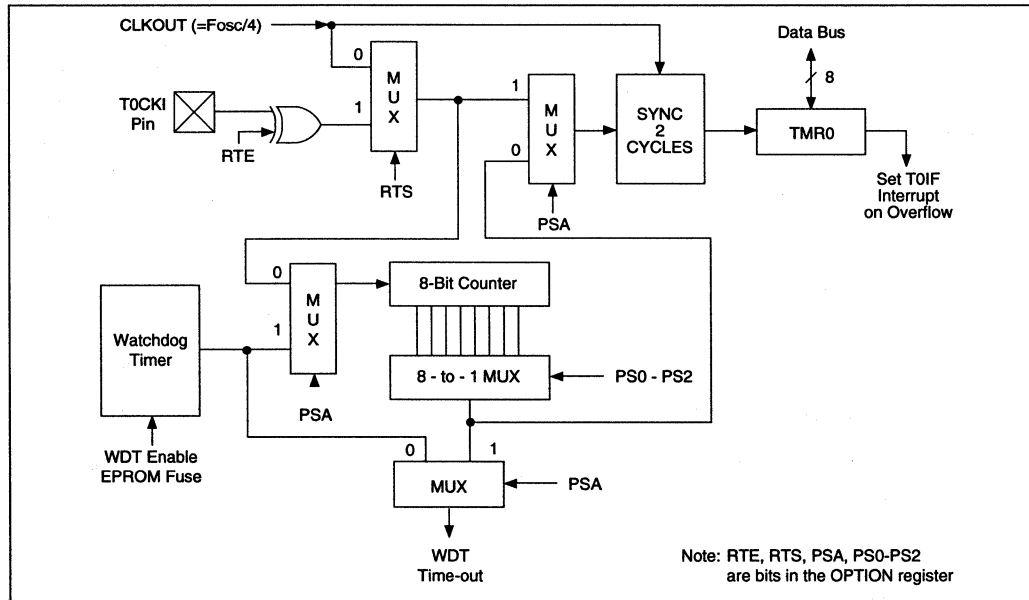 CLKOUT (=Fosc/4)
0
MUX
1
T0CKI
Pin
RTE
RTS
1
MUX
0
PSA
SYNC
2
CYCLES
Data Bus
8
TMR0
Set T0IF
Interrupt
on Overflow
0
MUX
1
PSA
8-Bit Counter
Watchdog
Timer
8 - to - 1 MUX
PS0 - PS2
WDT Enable
EPROM Fuse
0
1
MUX
PSA
WDT
Time-out
Note: RTE, RTS, PSA, PS0-PS2
are bits in the OPTION register